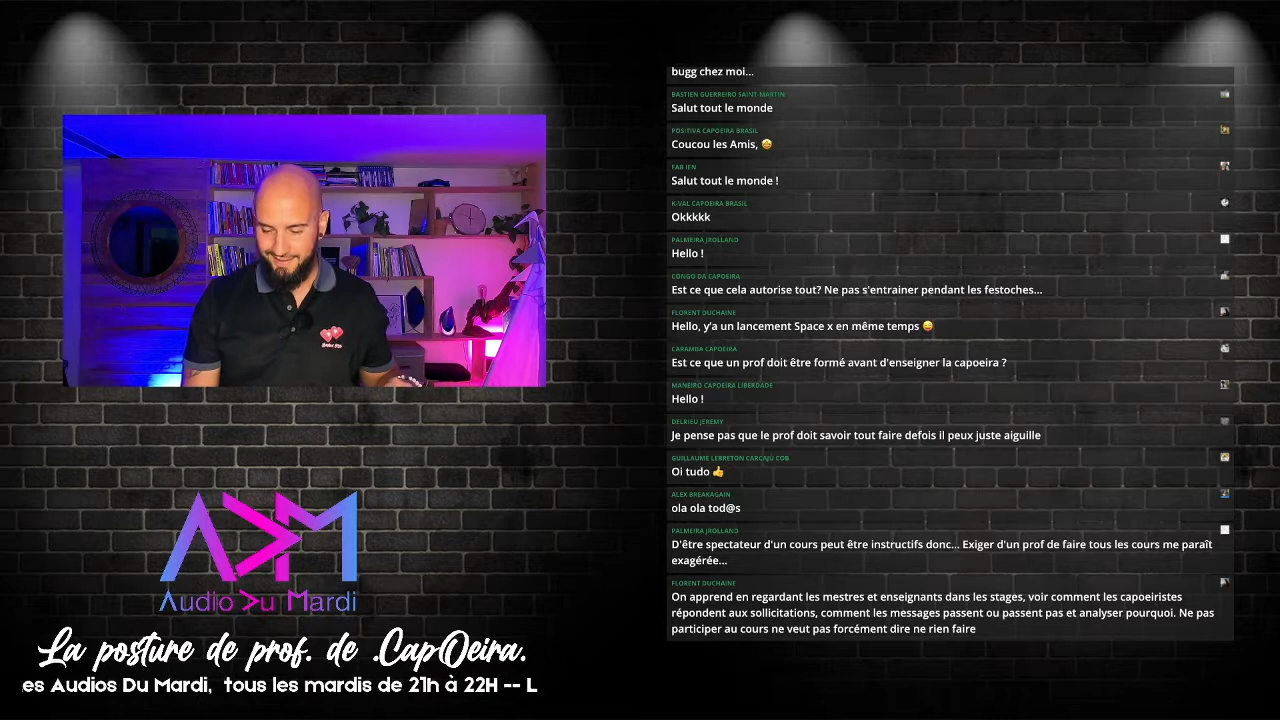 bugg chez moi...
BASTIEN GUERREIRO SAINT-MARTIN
Salut tout le monde
POSITIVA CAPOEIRA BRASIL
Coucou les Amis, 🤩
FAB IEN
Salut tout le monde !
K-VAL CAPOEIRA BRASIL
Okkkkk
PALMEIRA JROLLAND
Hello !
CONGO DA CAPOEIRA
Est ce que cela autorise tout? Ne pas s'entrainer pendant les festoches...
FLORENT DUCHAINE
Hello, y'a un lancement Space x en même temps 😄
CARAMBA CAPOEIRA
Est ce que un prof doit être formé avant d'enseigner la capoeira ?
MANEIRO CAPOEIRA LIBERDADE
Hello !
DELRIEU JEREMY
Je pense pas que le prof doit savoir tout faire defois il peux juste aiguille
GUILLAUME LEBRETON CARCAJÙ COB
Oi tudo 👍
ALEX BREAKAGAIN
ola ola tod@s
PALMEIRA JROLLAND
D'être spectateur d'un cours peut être instructifs donc... Exiger d'un prof de faire tous les cours me paraît
exagérée...
FLORENT DUCHAINE
On apprend en regardant les mestres et enseignants dans les stages, voir comment les capoeiristes
répondent aux sollicitations, comment les messages passent ou passent pas et analyser pourquoi. Ne pas
participer au cours ne veut pas forcément dire ne rien faire
ADM
Audio Du Mardi
La posture de prof. de .CapOeira.
es Audios Du Mardi, tous les mardis de 21h à 22H -- L